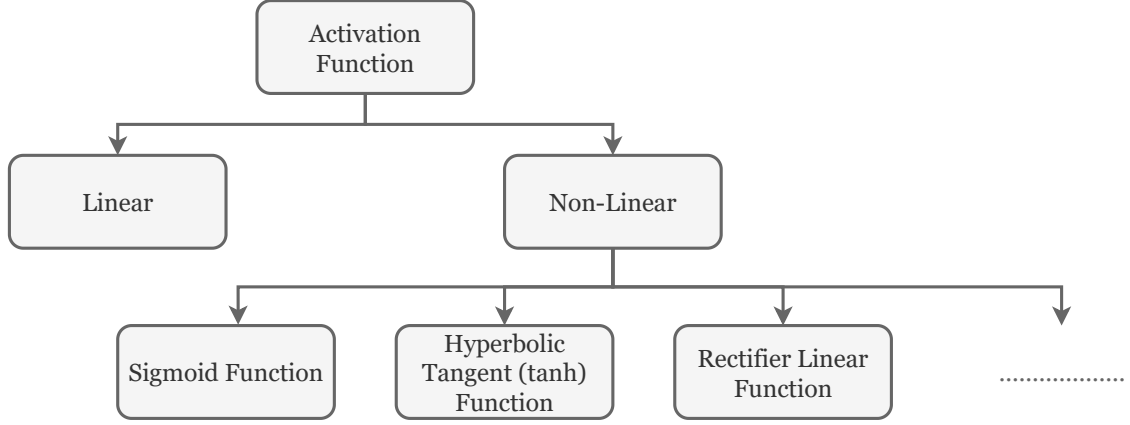 Activation
Function
Linear
Non-Linear
Sigmoid Function
Hyperbolic
Tangent (tanh)
Function
Rectifier Linear
Function
....................